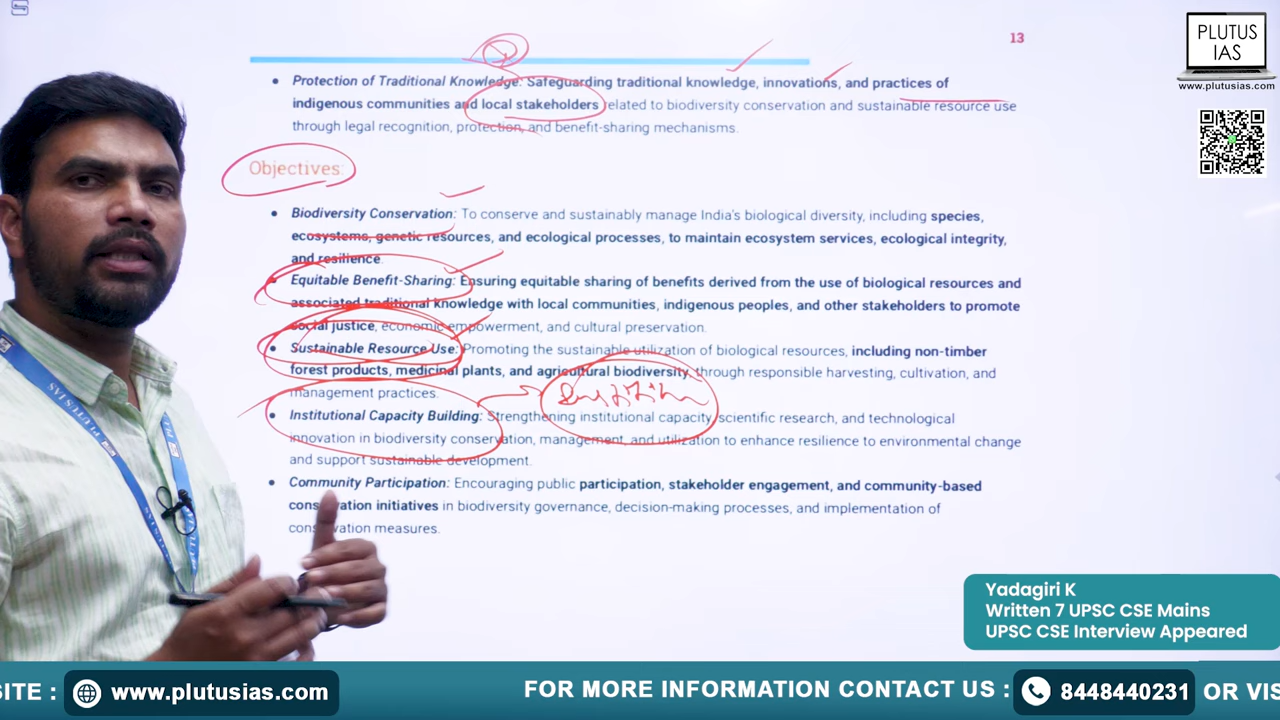 13
PLUTUS
IAS
www.plutusias.com
Protection of Traditional Knowledge: Safeguarding traditional knowledge, innovations, and practices of
indigenous communities and local stakeholders related to biodiversity conservation and sustainable resource use
through legal recognition, protection, and benefit-sharing mechanisms.
Objectives:
Biodiversity Conservation: To conserve and sustainably manage India's biological diversity, including species,
ecosystems, genetic resources, and ecological processes, to maintain ecosystem services, ecological integrity,
and resilience.
Equitable Benefit-Sharing: Ensuring equitable sharing of benefits derived from the use of biological resources and
associated traditional knowledge with local communities, indigenous peoples, and other stakeholders to promote
social justice, economic empowerment, and cultural preservation.
Sustainable Resource Use: Promoting the sustainable utilization of biological resources, including non-timber
forest products, medicinal plants, and agricultural biodiversity, through responsible harvesting, cultivation, and
management practices.
Institutional Capacity Building: Strengthening institutional capacity, scientific research, and technological
innovation in biodiversity conservation, management, and utilization to enhance resilience to environmental change
and support sustainable development.
Community Participation: Encouraging public participation, stakeholder engagement, and community-based
conservation initiatives in biodiversity governance, decision-making processes, and implementation of
conservation measures.
PLUTUS IAS
Yadagiri K
Written 7 UPSC CSE Mains
UPSC CSE Interview Appeared
SITE : www.plutusias.com FOR MORE INFORMATION CONTACT US : 8448440231 OR VIS